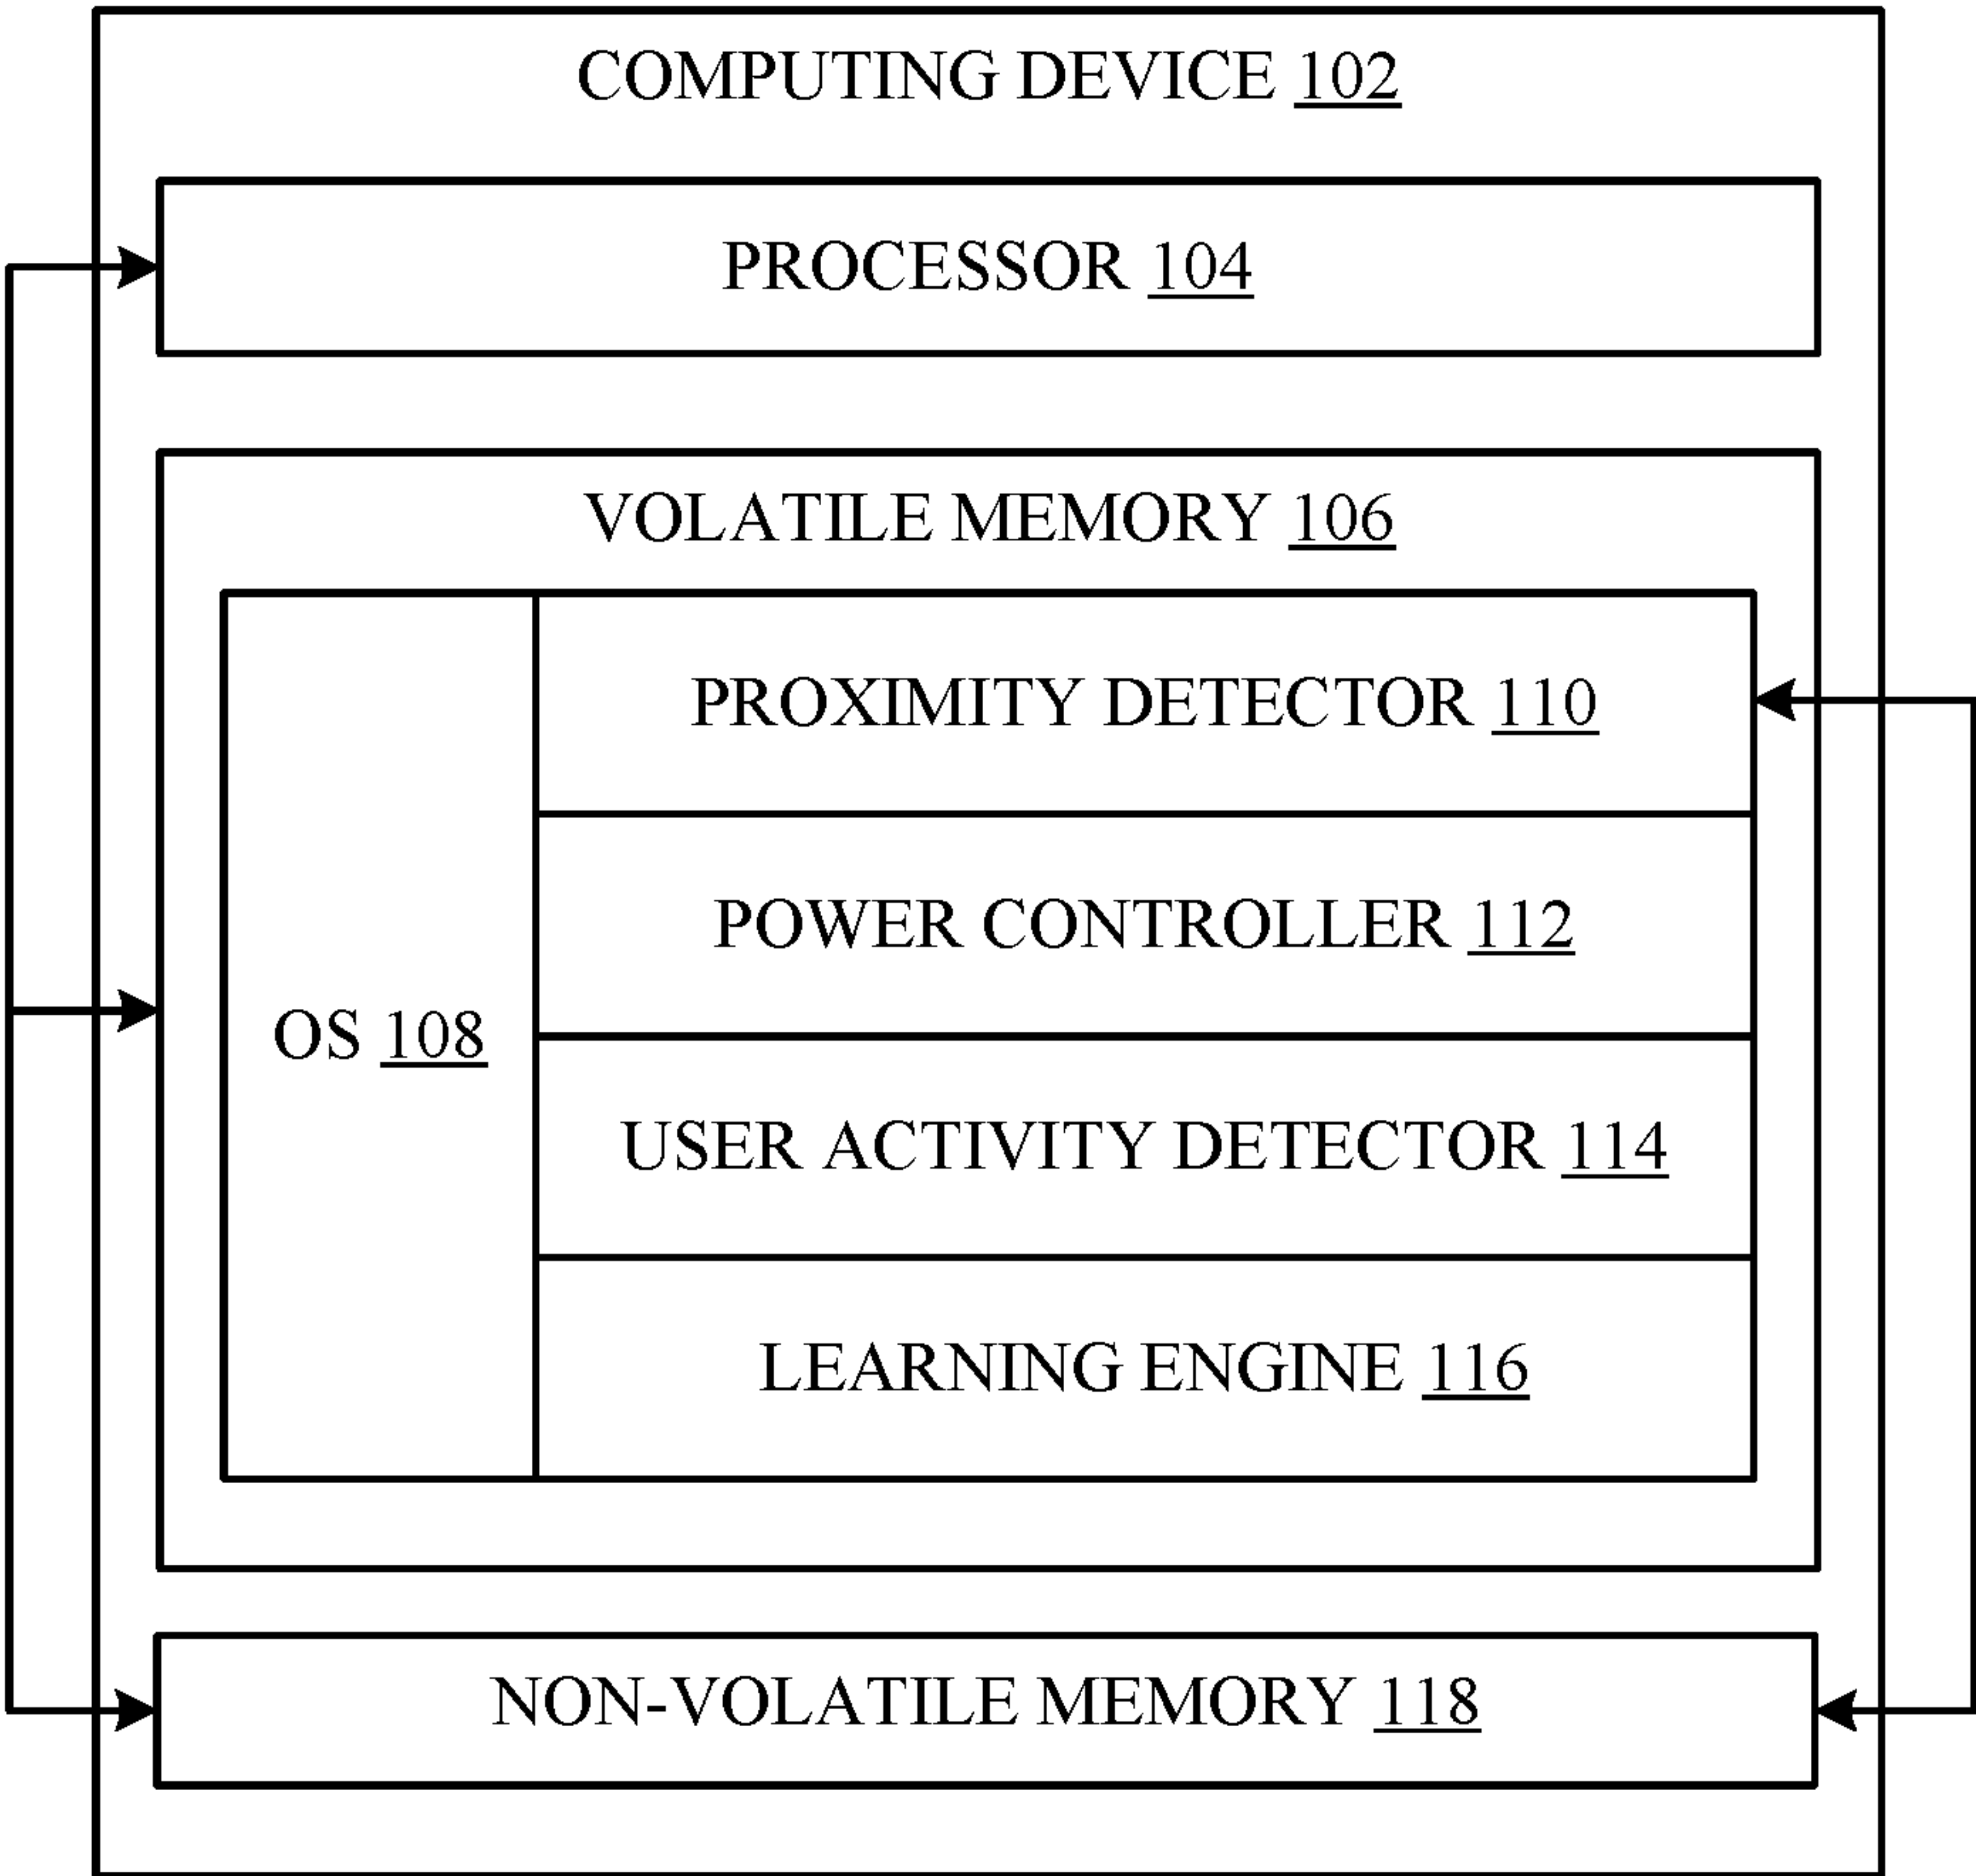 COMPUTING DEVICE 102
PROCESSOR 104
VOLATILE MEMORY 106
OS 108
PROXIMITY DETECTOR 110
POWER CONTROLLER 112
USER ACTIVITY DETECTOR 114
LEARNING ENGINE 116
NON-VOLATILE MEMORY 118